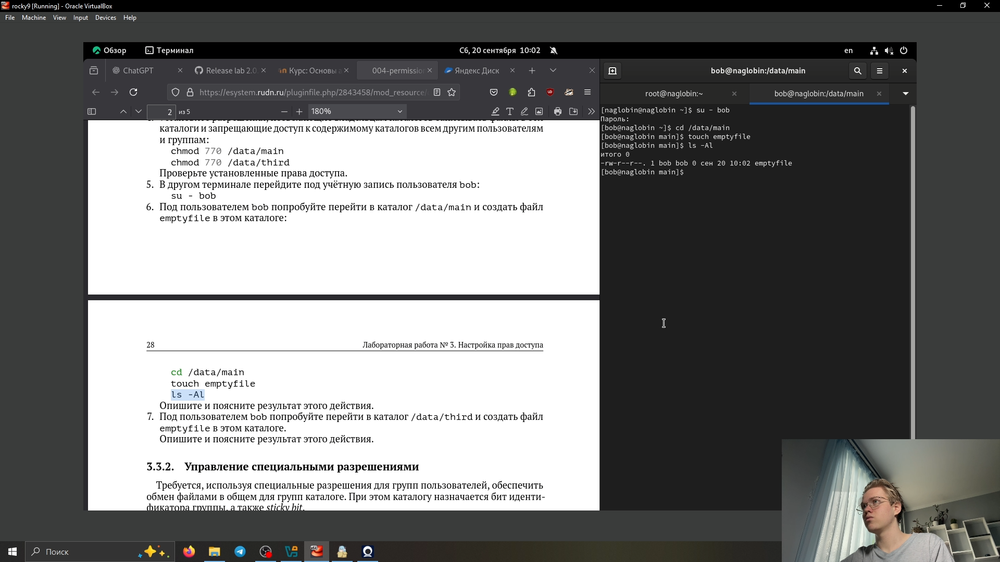 rocky9 [Running] - Oracle VirtualBox
File Machine View Input Devices Help
Обзор Терминал Сб, 20 сентября 10:02 en
ChatGPT Release lab 2.0. Курс: Основы а 004-permission Яндекс Диск
https://esystem.rudn.ru/pluginfile.php/2843458/mod_resource/
2 из 5 180%
каталоги и запрещающие доступ к содержимому каталогов всем другим пользователям
и группам:
chmod 770 /data/main
chmod 770 /data/third
Проверьте установленные права доступа.
5. В другом терминале перейдите под учётную запись пользователя bob:
su - bob
6. Под пользователем bob попробуйте перейти в каталог /data/main и создать файл
emptyfile в этом каталоге:
28 Лабораторная работа № 3. Настройка прав доступа
cd /data/main
touch emptyfile
ls -Al
Опишите и поясните результат этого действия.
7. Под пользователем bob попробуйте перейти в каталог /data/third и создать файл
emptyfile в этом каталоге.
Опишите и поясните результат этого действия.
3.3.2. Управление специальными разрешениями
Требуется, используя специальные разрешения для групп пользователей, обеспечить
обмен файлами в общем для групп каталоге. При этом каталогу назначается бит иденти-
фикатора группы, а также sticky bit.
bob@naglobin:/data/main
root@naglobin:~ bob@naglobin:/data/main
[naglobin@naglobin ~]$ su - bob
Пароль:
[bob@naglobin ~]$ cd /data/main
[bob@naglobin main]$ touch emptyfile
[bob@naglobin main]$ ls -Al
итого 0
-rw-r--r--. 1 bob bob 0 сен 20 10:02 emptyfile
[bob@naglobin main]$
Поиск